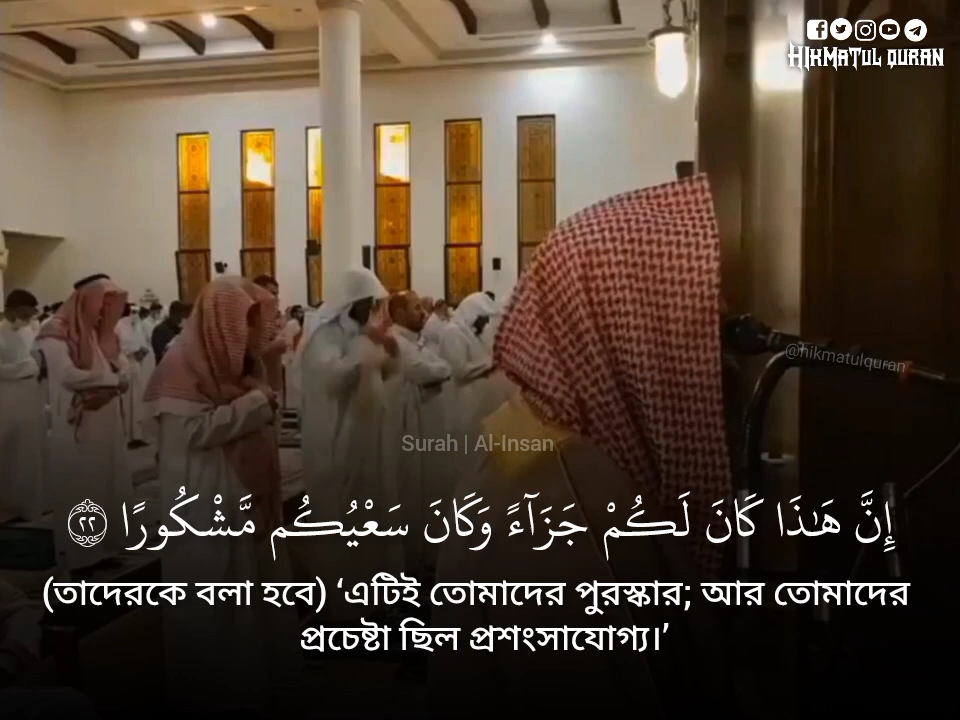 HIKMATUL QURAN
@hikmatulquran
Surah | Al-Insan
إِنَّ هَـٰذَا كَانَ لَكُمْ جَزَآءً وَكَانَ سَعْيُكُم مَّشْكُورًا ٢٢
(তাদেরকে বলা হবে) ‘এটিই তোমাদের পুরস্কার; আর তোমাদের
প্রচেষ্টা ছিল প্রশংসাযোগ্য।’